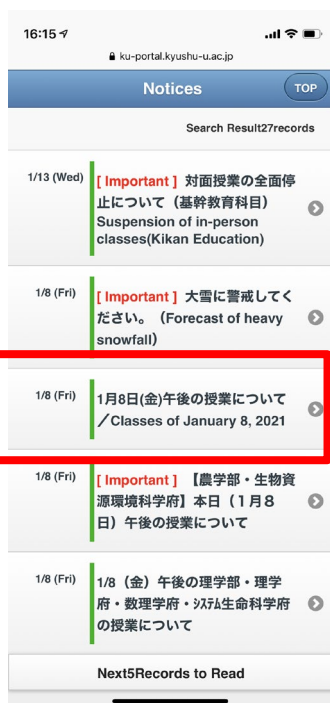 16:15
ku-portal.kyushu-u.ac.jp
Notices
TOP
Search Result27records
1/13 (Wed)
[ Important ] 対面授業の全面停
止について（基幹教育科目）
Suspension of in-person
classes(Kikan Education)
1/8 (Fri)
[ Important ] 大雪に警戒してく
ださい。（Forecast of heavy
snowfall）
1/8 (Fri)
1月8日(金)午後の授業について
／Classes of January 8, 2021
1/8 (Fri)
[ Important ] 【農学部・生物資
源環境科学府】本日（１月８
日）午後の授業について
1/8 (Fri)
1/8（金）午後の理学部・理学
府・数理学府・ｼｽﾃﾑ生命科学府
の授業について
Next5Records to Read